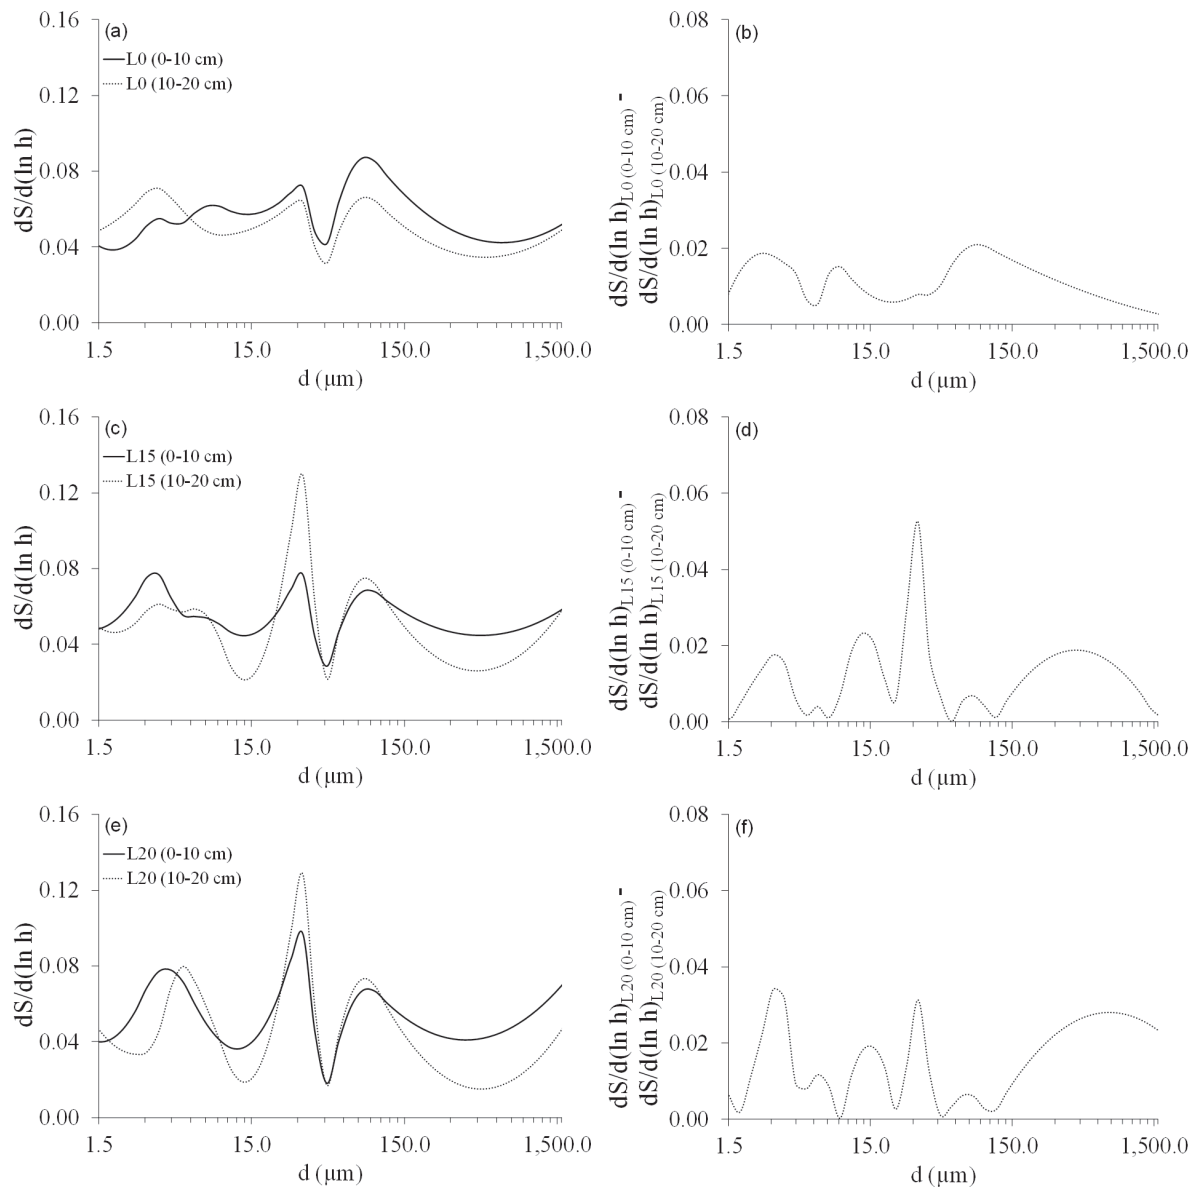 (a)
0.16
0.12
0.08
0.04
0.00
dS/d(ln h)
L0 (0-10 cm)
L0 (10-20 cm)
1.5 15.0 150.0 1,500.0
d (μm)
(b)
0.08
0.06
0.04
0.02
0.00
dS/d(ln h)L0 (0-10 cm) -
dS/d(ln h)L0 (10-20 cm)
1.5 15.0 150.0 1,500.0
d (μm)
(c)
0.16
0.12
0.08
0.04
0.00
dS/d(ln h)
L15 (0-10 cm)
L15 (10-20 cm)
1.5 15.0 150.0 1,500.0
d (μm)
(d)
0.08
0.06
0.04
0.02
0.00
dS/d(ln h)L15 (0-10 cm) -
dS/d(ln h)L15 (10-20 cm)
1.5 15.0 150.0 1,500.0
d (μm)
(e)
0.16
0.12
0.08
0.04
0.00
dS/d(ln h)
L20 (0-10 cm)
L20 (10-20 cm)
1.5 15.0 150.0 1,500.0
d (μm)
(f)
0.08
0.06
0.04
0.02
0.00
dS/d(ln h)L20 (0-10 cm) -
dS/d(ln h)L20 (10-20 cm)
1.5 15.0 150.0 1,500.0
d (μm)